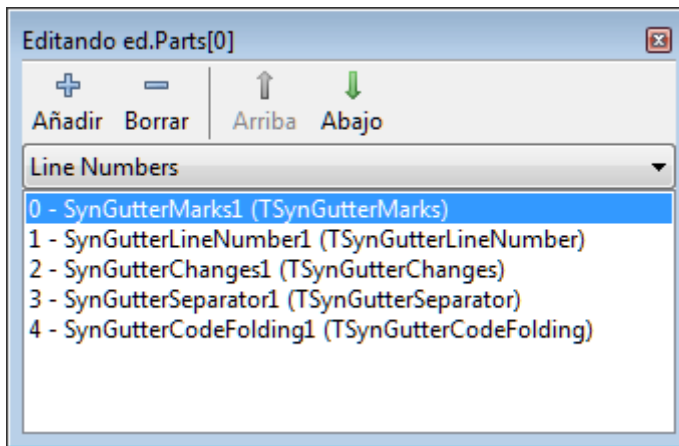 Editando ed.Parts[0]
Añadir Borrar Arriba Abajo
Line Numbers
0 - SynGutterMarks1 (TSynGutterMarks)
1 - SynGutterLineNumber1 (TSynGutterLineNumber)
2 - SynGutterChanges1 (TSynGutterChanges)
3 - SynGutterSeparator1 (TSynGutterSeparator)
4 - SynGutterCodeFolding1 (TSynGutterCodeFolding)